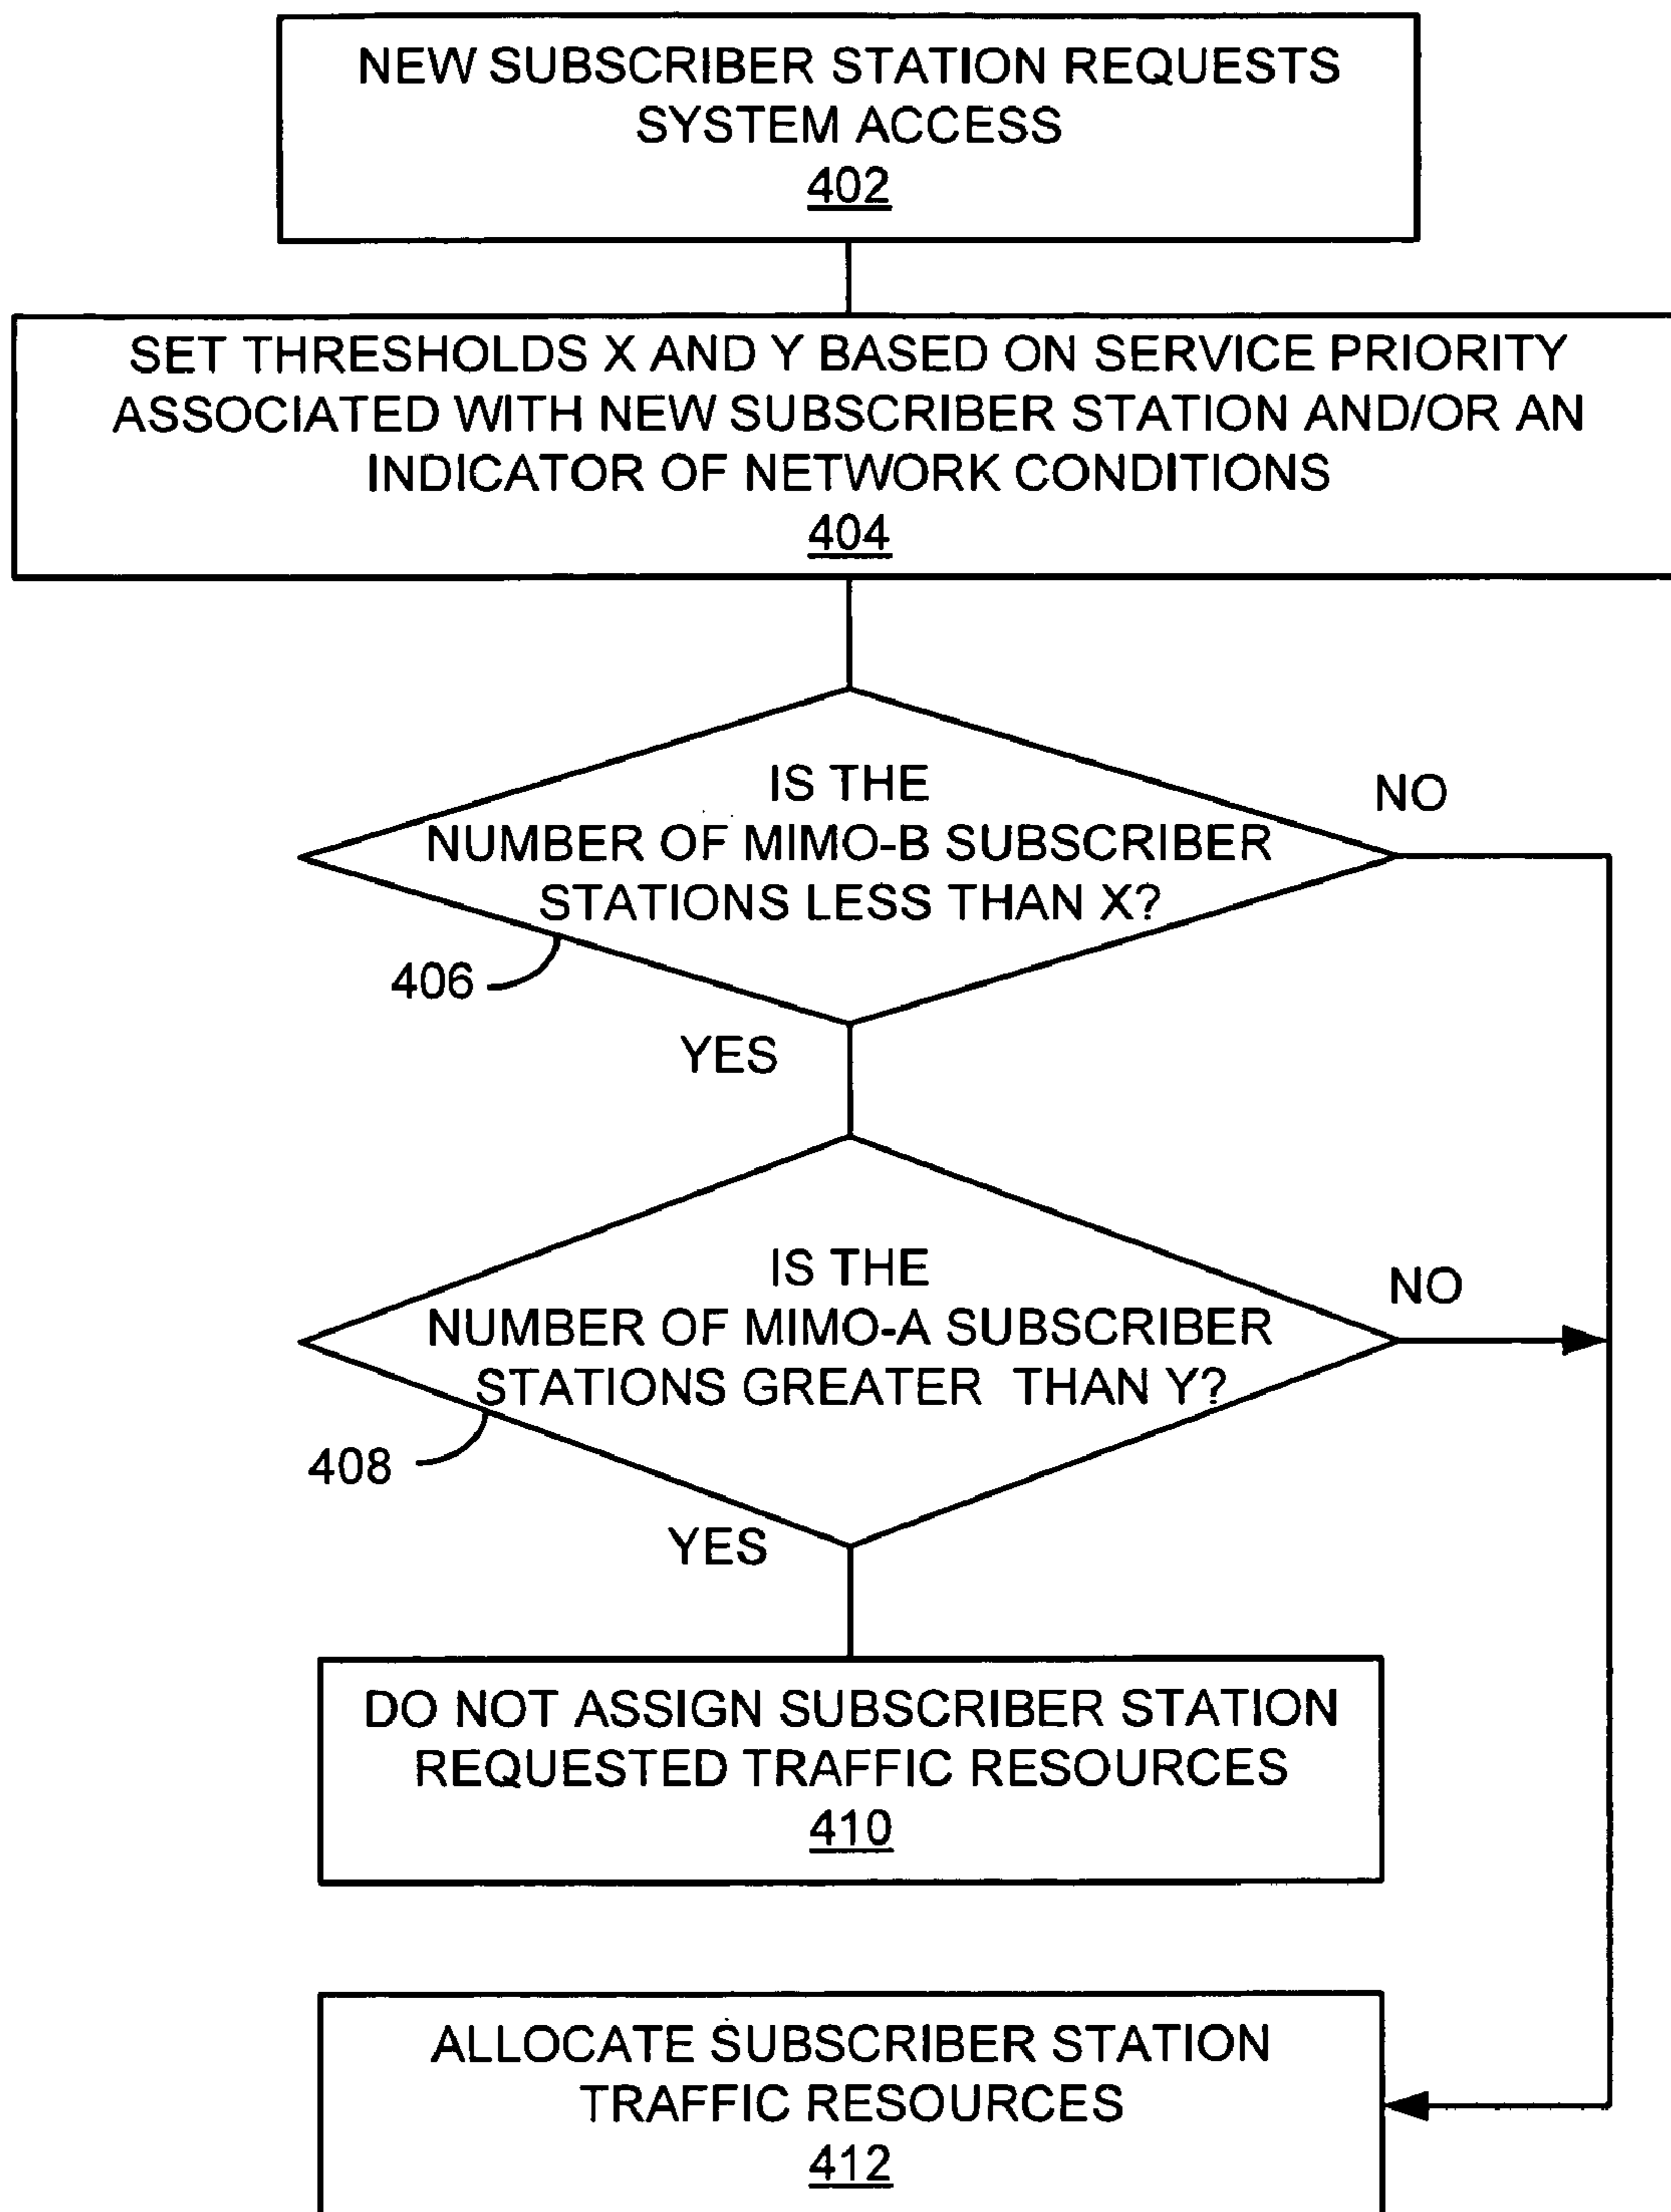 NEW SUBSCRIBER STATION REQUESTS
SYSTEM ACCESS
402
SET THRESHOLDS X AND Y BASED ON SERVICE PRIORITY
ASSOCIATED WITH NEW SUBSCRIBER STATION AND/OR AN
INDICATOR OF NETWORK CONDITIONS
404
IS THE
NUMBER OF MIMO-B SUBSCRIBER
STATIONS LESS THAN X?
NO
406
YES
IS THE
NUMBER OF MIMO-A SUBSCRIBER
STATIONS GREATER THAN Y?
NO
408
YES
DO NOT ASSIGN SUBSCRIBER STATION
REQUESTED TRAFFIC RESOURCES
410
ALLOCATE SUBSCRIBER STATION
TRAFFIC RESOURCES
412